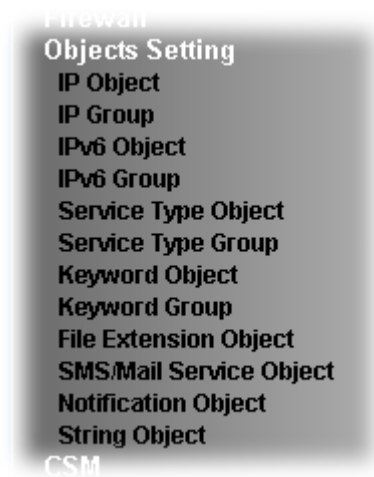 Firewall
Objects Setting
IP Object
IP Group
IPv6 Object
IPv6 Group
Service Type Object
Service Type Group
Keyword Object
Keyword Group
File Extension Object
SMS/Mail Service Object
Notification Object
String Object
CSM